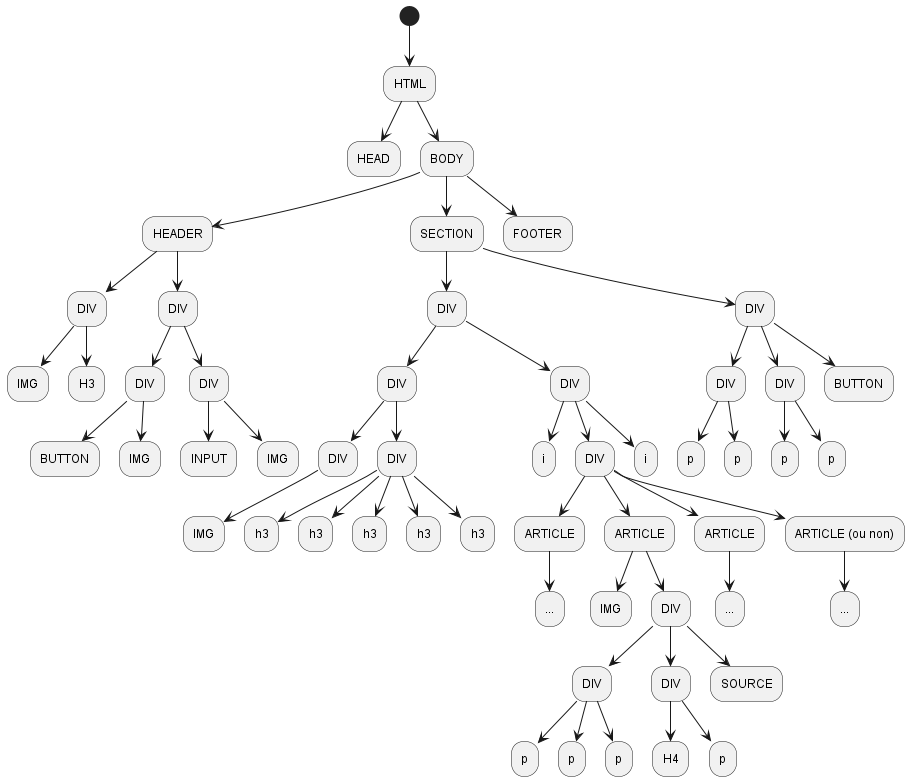 HTML
HEAD
BODY
HEADER
SECTION
FOOTER
DIV
DIV
DIV
DIV
IMG
H3
DIV
DIV
DIV
DIV
DIV
DIV
BUTTON
BUTTON
IMG
INPUT
IMG
DIV
DIV
i
DIV
i
p
p
p
p
IMG
h3
h3
h3
h3
h3
ARTICLE
ARTICLE
ARTICLE
ARTICLE (ou non)
...
IMG
DIV
...
...
DIV
DIV
SOURCE
p
p
p
H4
p